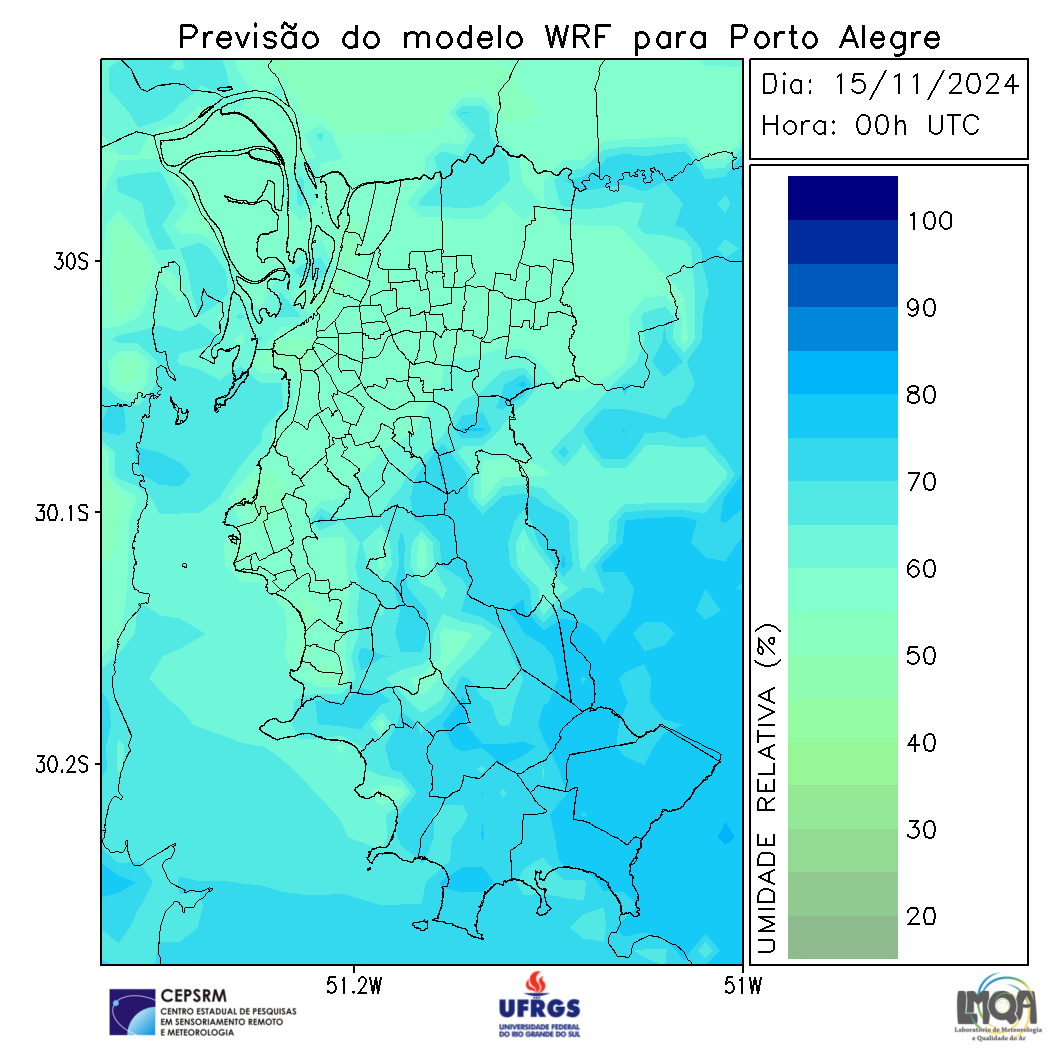 Previsão do modelo WRF para Porto Alegre
Dia: 15/11/2024
Hora: 00h UTC
30S
30.1S
30.2S
51.2W
51W
UMIDADE RELATIVA (%)
100
90
80
70
60
50
40
30
20
CEPSRM
CENTRO ESTADUAL DE PESQUISAS
EM SENSORIAMENTO REMOTO
E METEOROLOGIA
UFRGS
UNIVERSIDADE FEDERAL
DO RIO GRANDE DO SUL
LMQA
Laboratório de Meteorologia
e Qualidade do Ar